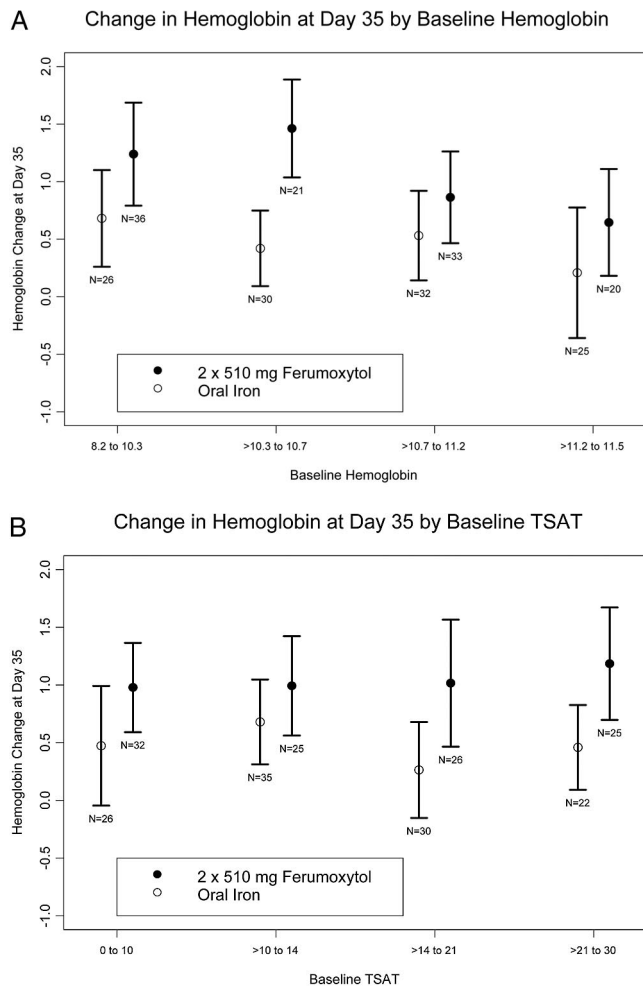 A
Change in Hemoglobin at Day 35 by Baseline Hemoglobin
Hemoglobin Change at Day 35
2.0
1.5
1.0
0.5
0.0
-0.5
-1.0
N=26
N=36
N=30
N=21
N=32
N=33
N=25
N=20
2 x 510 mg Ferumoxytol
Oral Iron
8.2 to 10.3
>10.3 to 10.7
>10.7 to 11.2
>11.2 to 11.5
Baseline Hemoglobin
B
Change in Hemoglobin at Day 35 by Baseline TSAT
Hemoglobin Change at Day 35
2.0
1.5
1.0
0.5
0.0
-0.5
-1.0
N=26
N=32
N=35
N=25
N=30
N=26
N=22
N=25
2 x 510 mg Ferumoxytol
Oral Iron
0 to 10
>10 to 14
>14 to 21
>21 to 30
Baseline TSAT